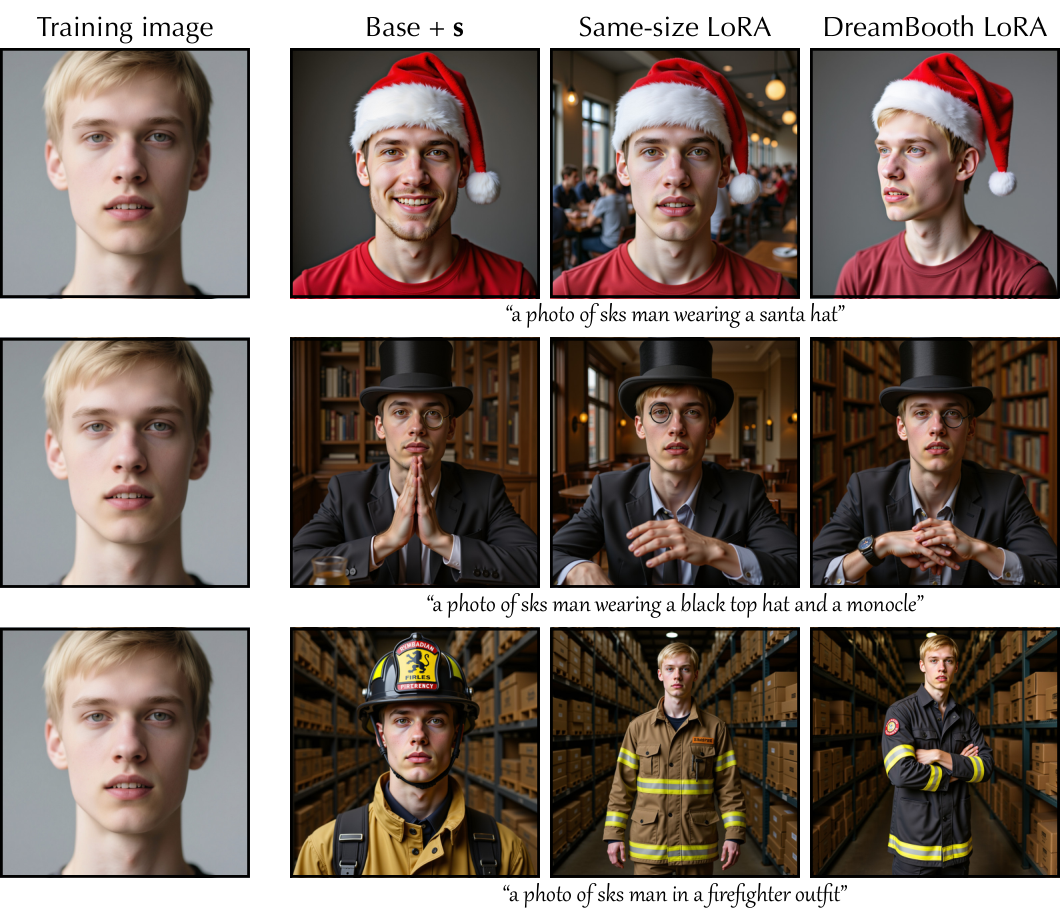 Training image
Base + s
Same-size LoRA
DreamBooth LoRA
“a photo of sks man wearing a santa hat”
“a photo of sks man wearing a black top hat and a monocle”
FIRLES
“a photo of sks man in a firefighter outfit”